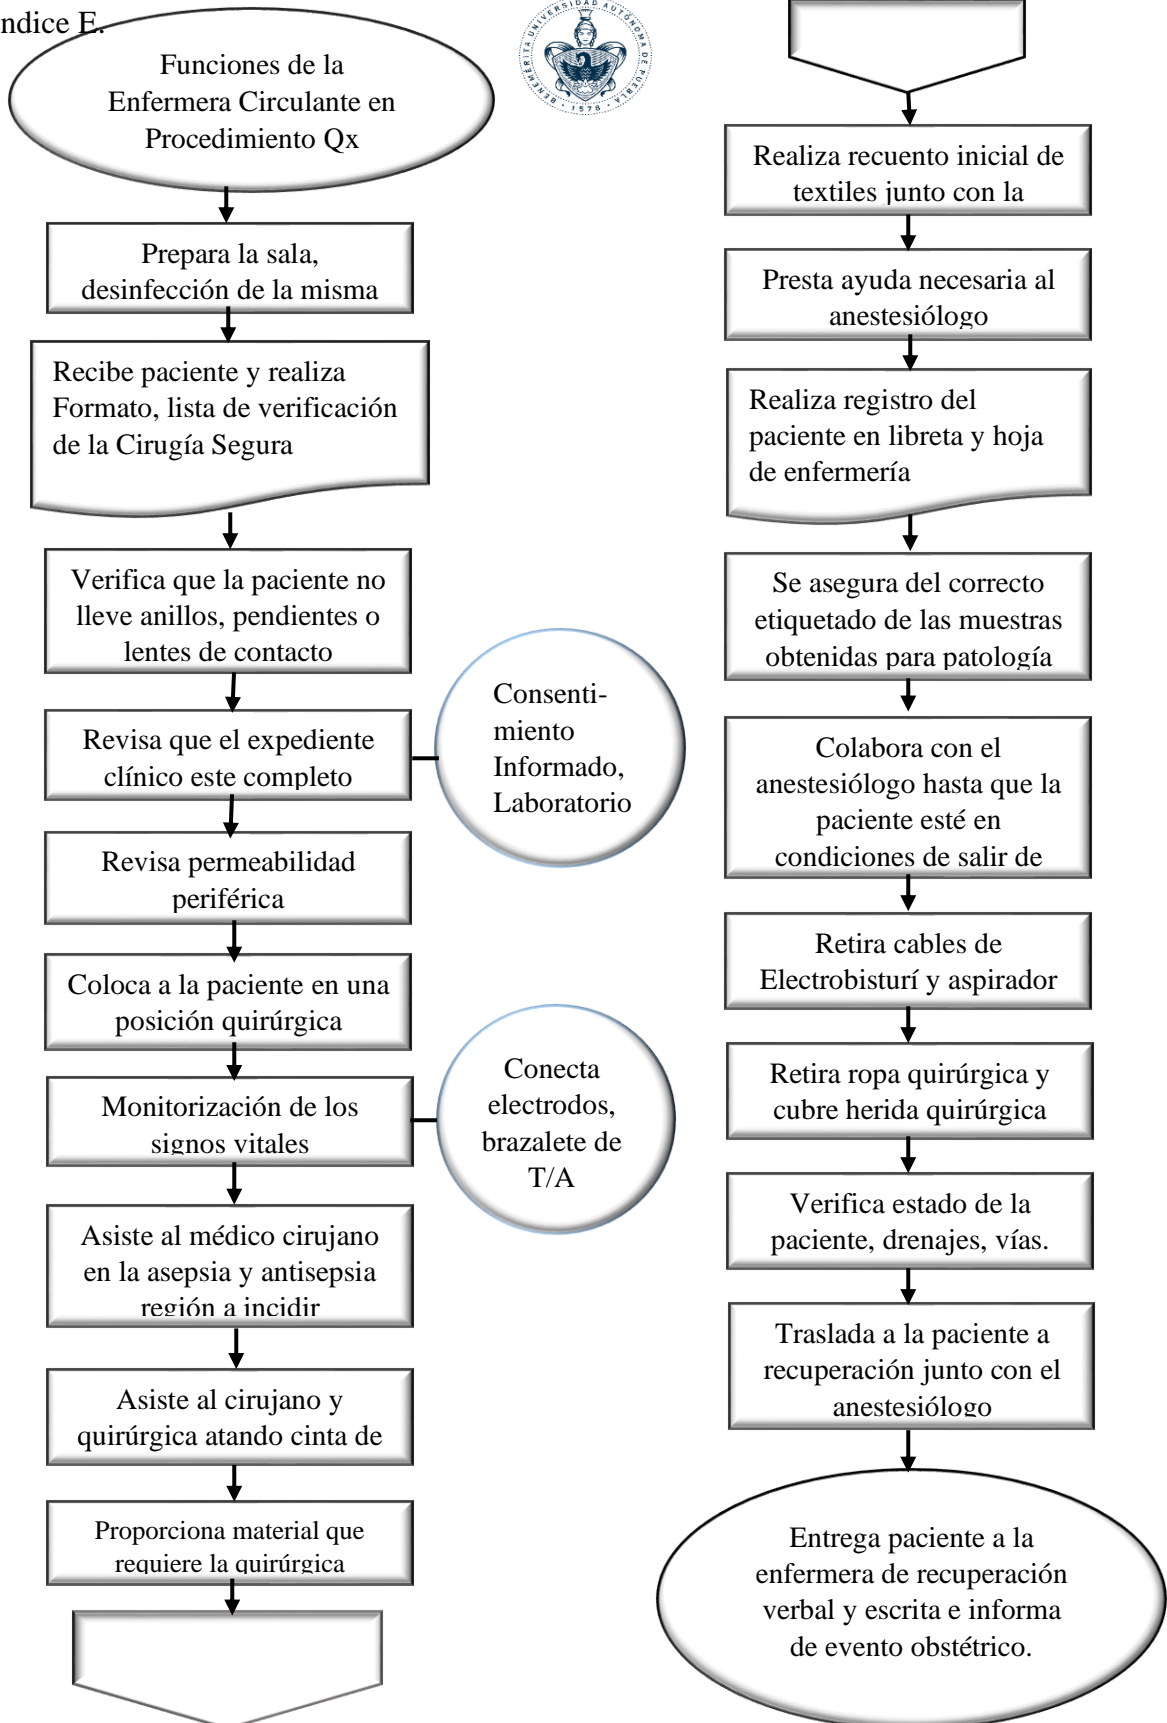 ndice E.
Funciones de la
Enfermera Circulante en
Procedimiento Qx
Prepara la sala,
desinfección de la misma
Recibe paciente y realiza
Formato, lista de verificación
de la Cirugía Segura
Verifica que la paciente no
lleve anillos, pendientes o
lentes de contacto
Revisa que el expediente
clínico este completo
Consenti-
miento
Informado,
Laboratorio
Revisa permeabilidad
periférica
Coloca a la paciente en una
posición quirúrgica
Monitorización de los
signos vitales
Conecta
electrodos,
brazalete de
T/A
Asiste al médico cirujano
en la asepsia y antisepsia
región a incidir
Asiste al cirujano y
quirúrgica atando cinta de
Proporciona material que
requiere la quirúrgica
BENEMÉRITA UNIVERSIDAD AUTÓNOMA DE PUEBLA
1578
Realiza recuento inicial de
textiles junto con la
Presta ayuda necesaria al
anestesiólogo
Realiza registro del
paciente en libreta y hoja
de enfermería
Se asegura del correcto
etiquetado de las muestras
obtenidas para patología
Colabora con el
anestesiólogo hasta que la
paciente esté en
condiciones de salir de
Retira cables de
Electrobisturí y aspirador
Retira ropa quirúrgica y
cubre herida quirúrgica
Verifica estado de la
paciente, drenajes, vías.
Traslada a la paciente a
recuperación junto con el
anestesiólogo
Entrega paciente a la
enfermera de recuperación
verbal y escrita e informa
de evento obstétrico.